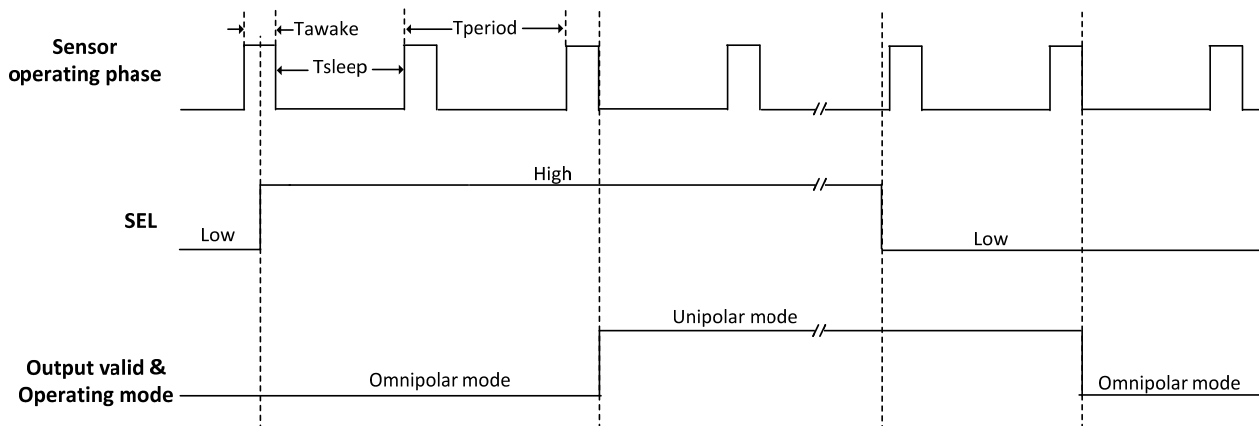 Sensor
operating phase
Tawake
Tperiod
Tsleep
SEL
Low
High
Low
Output valid &
Operating mode
Omnipolar mode
Unipolar mode
Omnipolar mode